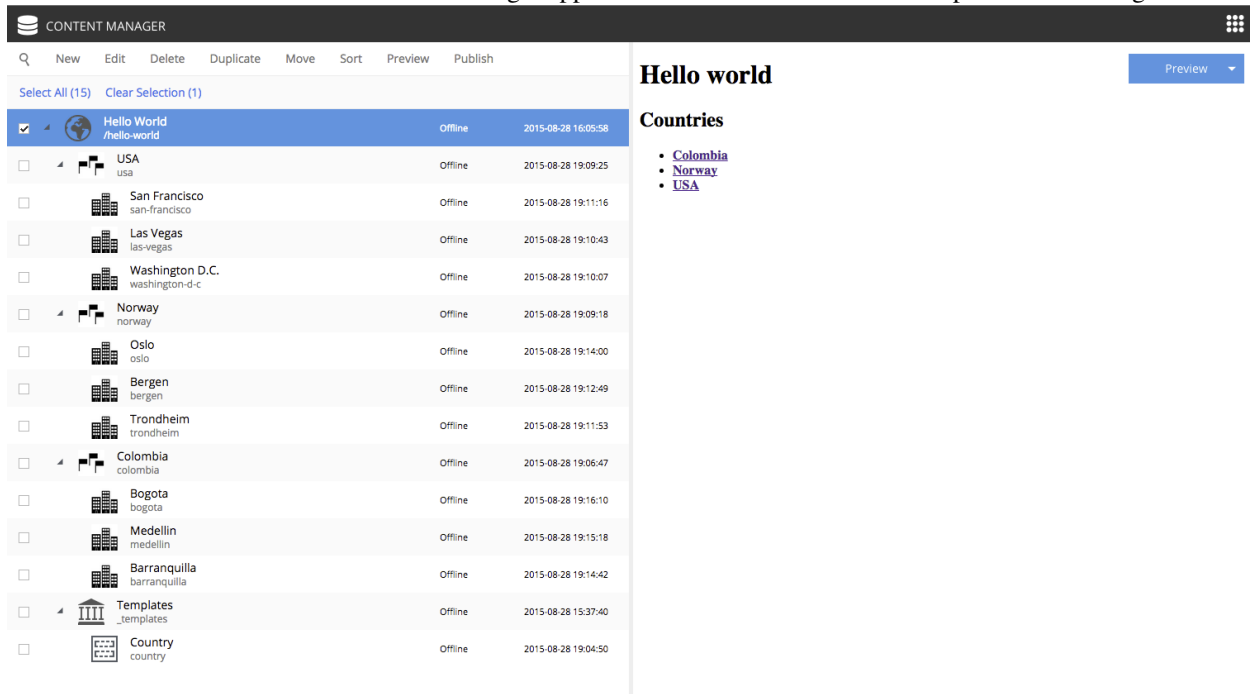 CONTENT MANAGER
New Edit Delete Duplicate Move Sort Preview Publish
Select All (15) Clear Selection (1)
Hello World
/hello-world
Offline 2015-08-28 16:05:58
USA
usa
Offline 2015-08-28 19:09:25
San Francisco
san-francisco
Offline 2015-08-28 19:11:16
Las Vegas
las-vegas
Offline 2015-08-28 19:10:43
Washington D.C.
washington-d-c
Offline 2015-08-28 19:10:07
Norway
norway
Offline 2015-08-28 19:09:18
Oslo
oslo
Offline 2015-08-28 19:14:00
Bergen
bergen
Offline 2015-08-28 19:12:49
Trondheim
trondheim
Offline 2015-08-28 19:11:53
Colombia
colombia
Offline 2015-08-28 19:06:47
Bogota
bogota
Offline 2015-08-28 19:16:10
Medellin
medellin
Offline 2015-08-28 19:15:18
Barranquilla
barranquilla
Offline 2015-08-28 19:14:42
Templates
_templates
Offline 2015-08-28 15:37:40
Country
country
Offline 2015-08-28 19:04:50
Hello world
Preview
Countries
• Colombia
• Norway
• USA